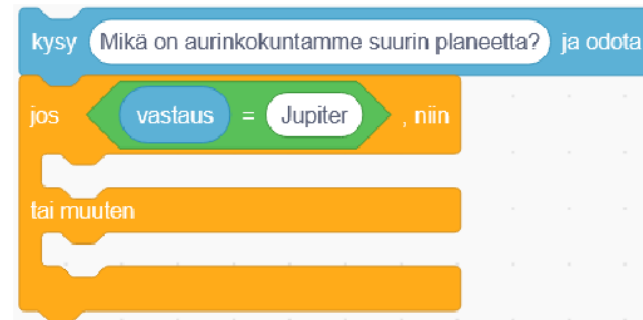 kysy Mikä on aurinkokuntamme suurin planeetta? ja odota
jos vastaus = Jupiter , niin
tai muuten